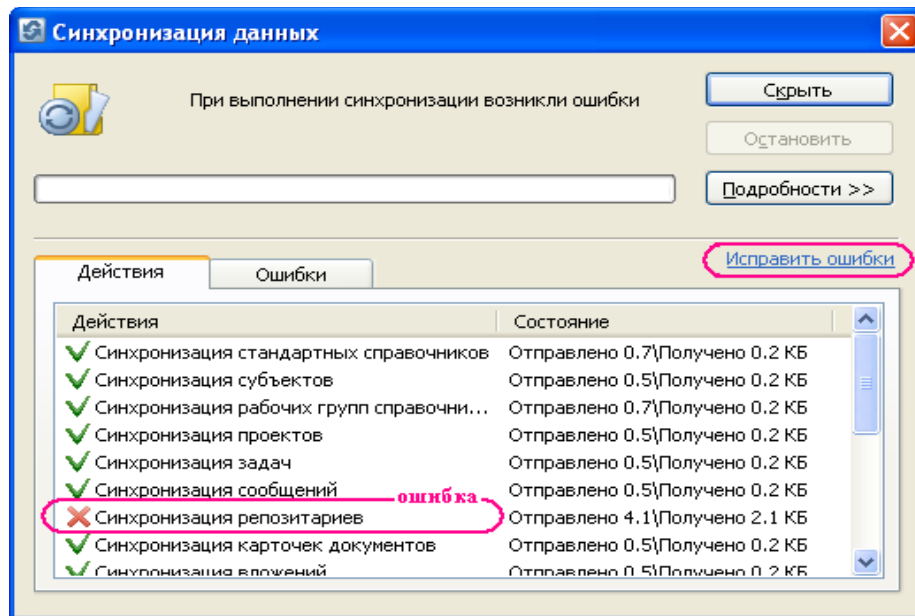 Синхронизация данных
При выполнении синхронизации возникли ошибки
Скрыть
Остановить
Подробности >>
Исправить ошибки
Действия Ошибки
Действия Состояние
Синхронизация стандартных справочников Отправлено 0.7\Получено 0.2 КБ
Синхронизация субъектов Отправлено 0.5\Получено 0.2 КБ
Синхронизация рабочих групп справочни... Отправлено 0.7\Получено 0.2 КБ
Синхронизация проектов Отправлено 0.5\Получено 0.2 КБ
Синхронизация задач Отправлено 0.5\Получено 0.2 КБ
Синхронизация сообщений Отправлено 0.5\Получено 0.2 КБ
ошибка
Синхронизация репозитариев Отправлено 4.1\Получено 2.1 КБ
Синхронизация карточек документов Отправлено 0.5\Получено 0.2 КБ
Синхронизация вложений Отправлено 0.5\Получено 0.2 КБ